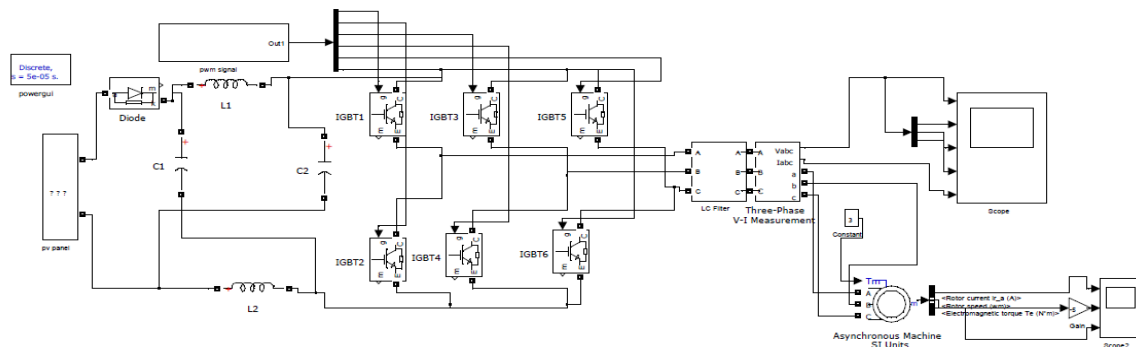 Out1
pwm signal
Discrete,
s = 5e-05 s.
powergui
m
Diode
+
L1
g
C
m
E
IGBT1
g
C
m
E
IGBT3
g
C
m
E
IGBT5
C1
+
C2
+
? ? ?
pv panel
A
B
C
A
B
C
LC Filter
A
B
C
Vabc
Iabc
a
b
c
Three-Phase
V-I Measurement
Scope
3
Constant
g
C
m
E
IGBT2
g
C
m
E
IGBT4
g
C
m
E
IGBT6
+
L2
Tm
A
B
C
m
Asynchronous Machine
SI Units
<Rotor current ir_a (A)>
<Rotor speed (wm)>
<Electromagnetic torque Te (N*m)>
Gain
Scope2